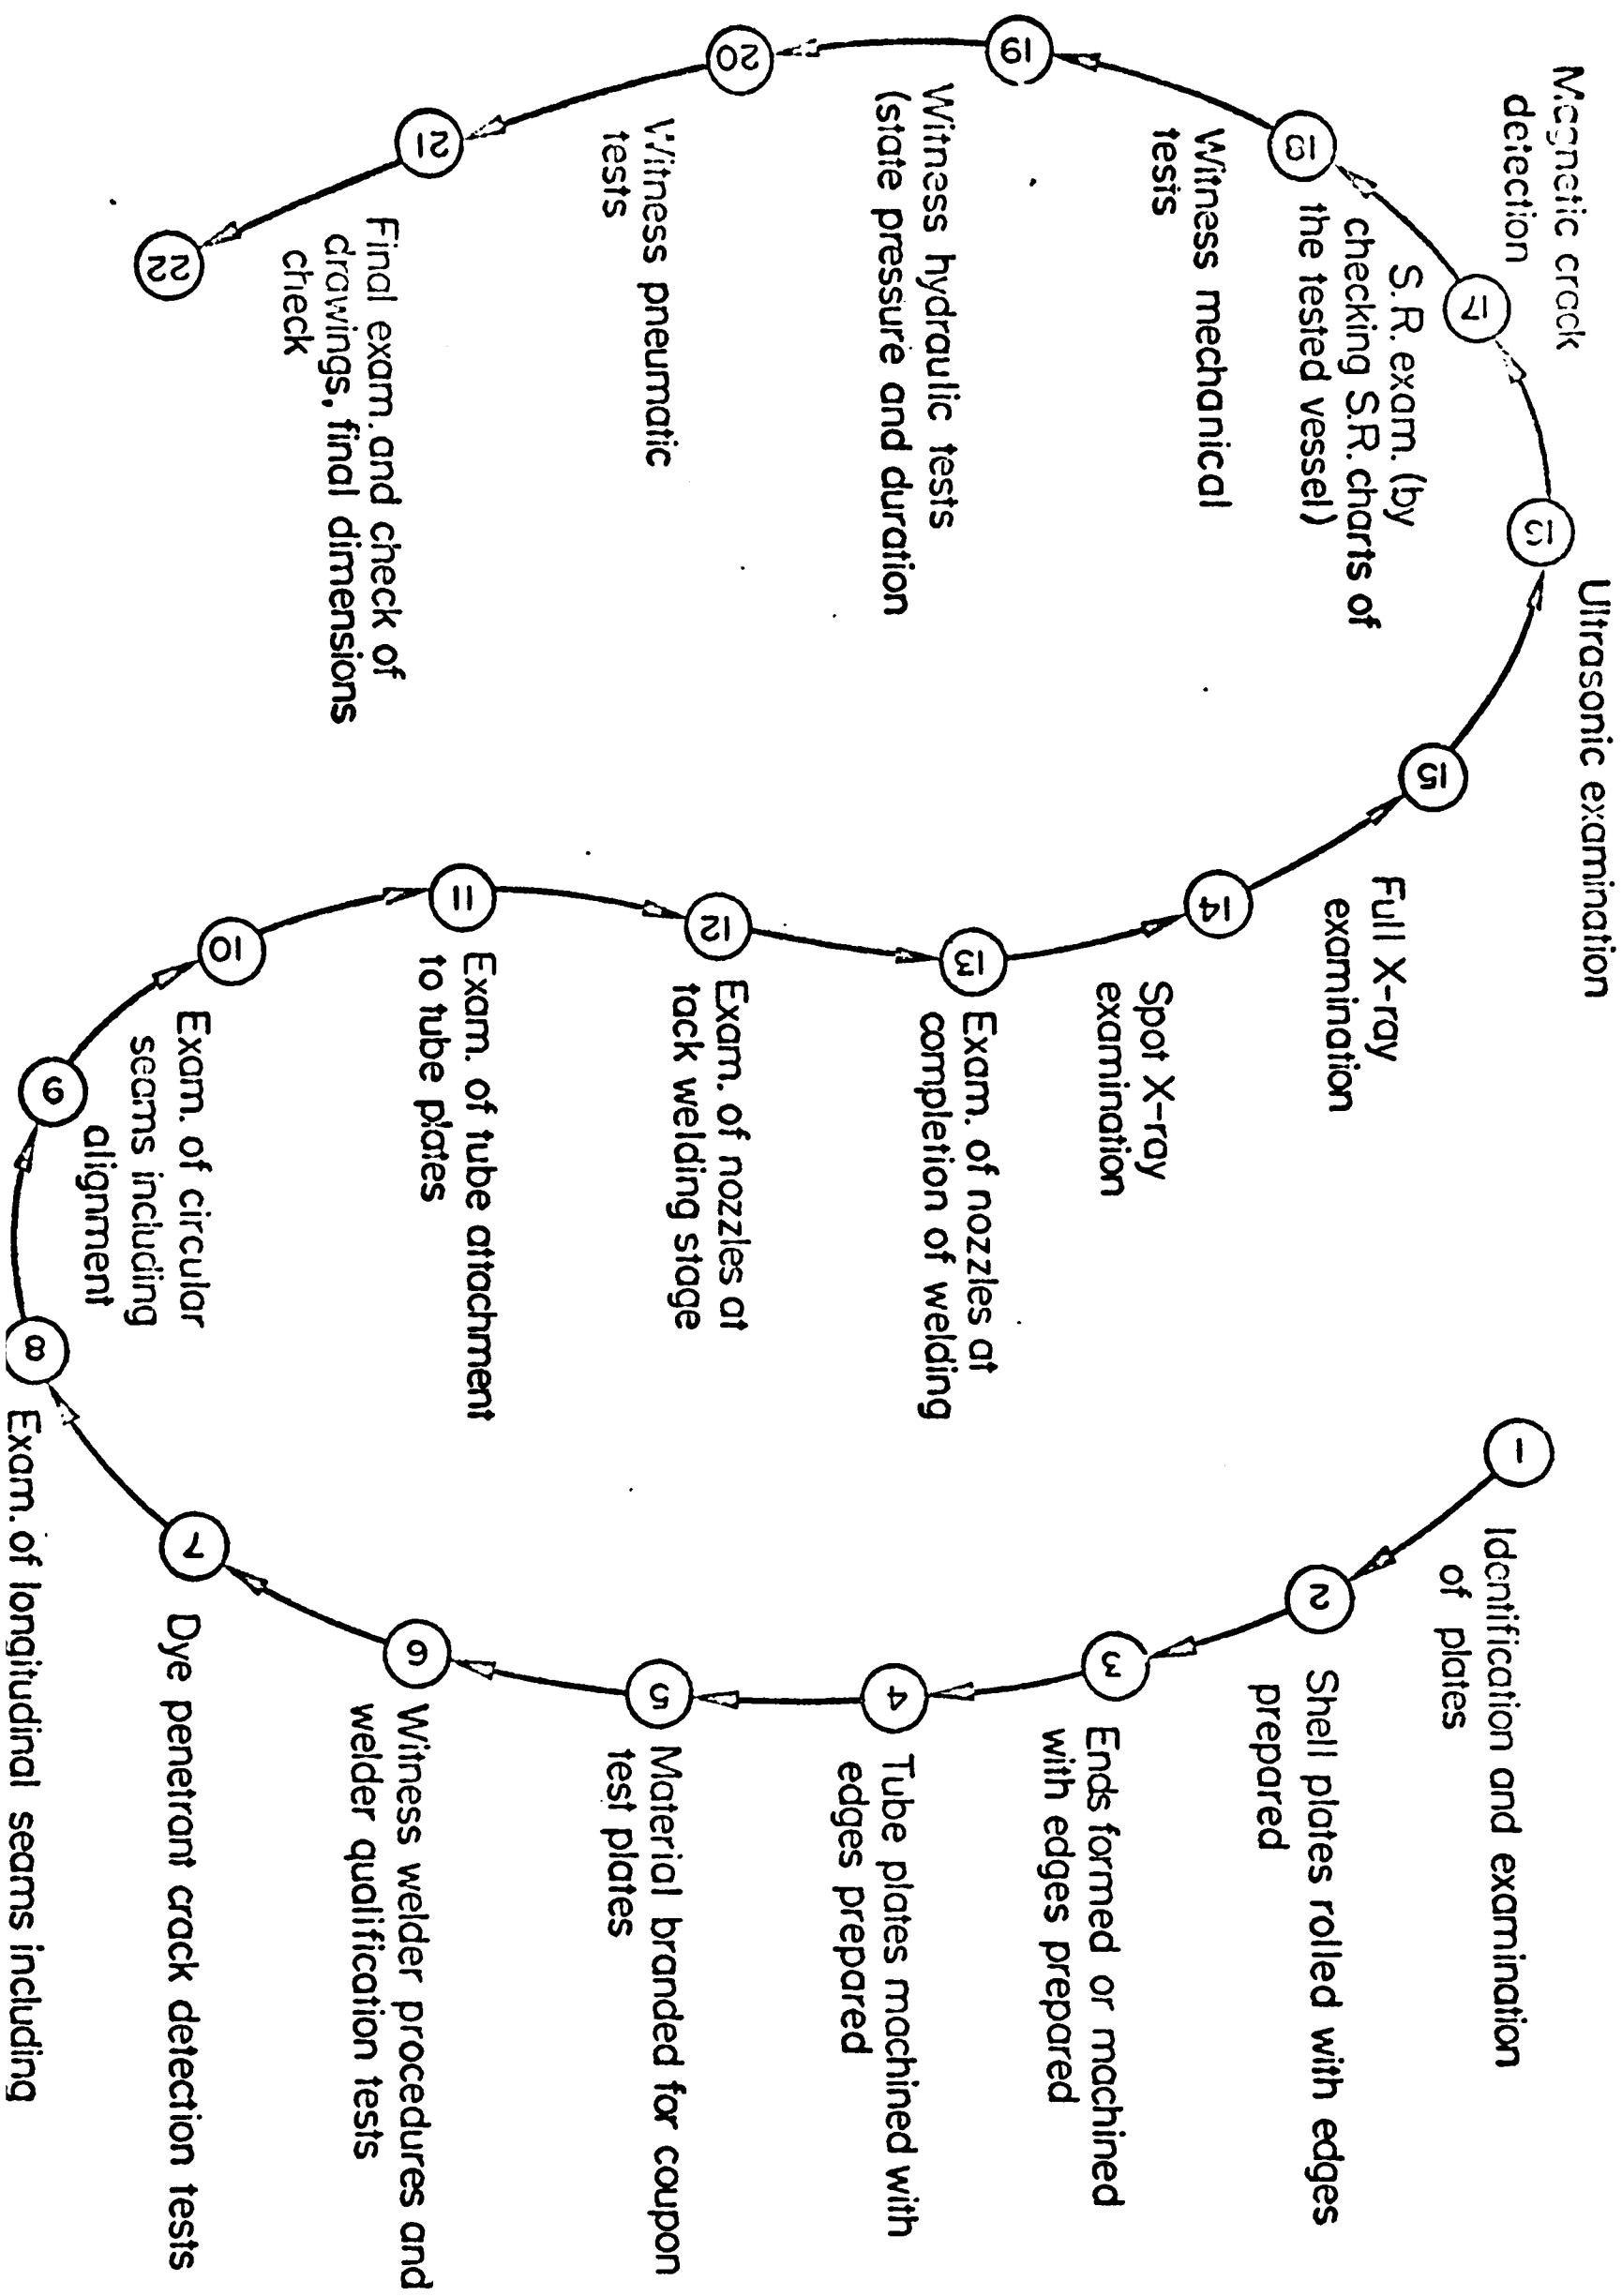 1
Identification and examination
of plates
2
Shell plates rolled with edges
prepared
3
Ends formed or machined
with edges prepared
4
Tube plates machined with
edges prepared
5
Material branded for coupon
test plates
6
Witness welder procedures and
welder qualification tests
7
Dye penetrant crack detection tests
8
Exam. of longitudinal seams including
9
Exam. of circular
seams including
alignment
10
11
Exam. of tube attachment
to tube plates
12
Exam. of nozzles at
tack welding stage
13
Exam. of nozzles at
completion of welding
14
Spot X-ray
examination
15
Full X-ray
examination
16
Ultrasonic examination
17
Magnetic crack
detection
18
S.R. exam. (by
checking S.R. charts of
the tested vessel)
19
Witness mechanical
tests
20
Witness hydraulic tests
(state pressure and duration
21
Witness pneumatic
tests
22
Final exam. and check of
drawings, final dimensions
check